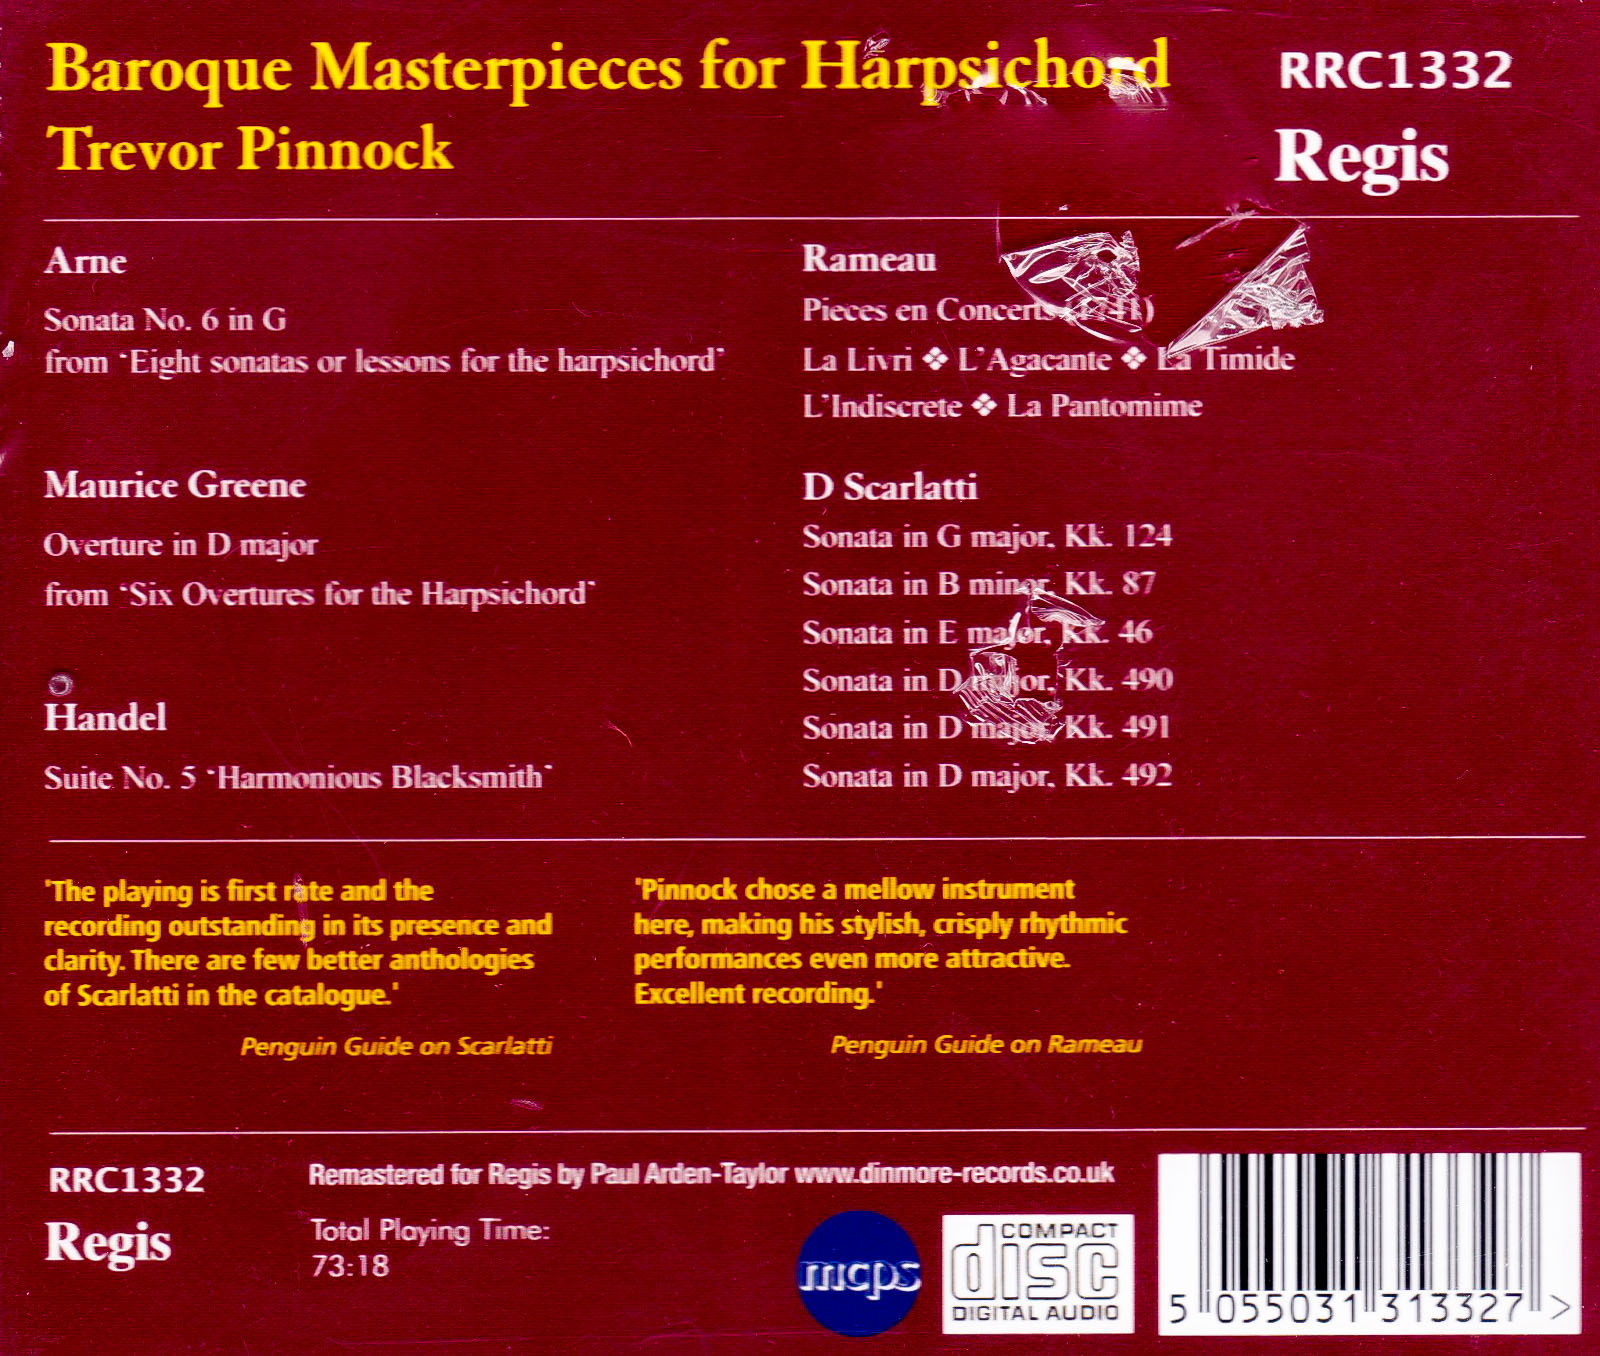 Baroque Masterpieces for Harpsichord
Trevor Pinnock
RRC1332
Regis
Arne
Sonata No. 6 in G
from ‘Eight sonatas or lessons for the harpsichord’
Maurice Greene
Overture in D major
from ‘Six Overtures for the Harpsichord’
Handel
Suite No. 5 ‘Harmonious Blacksmith’
Rameau
Pieces en Concerts (1741)
La Livri ❖ L’Agacante ❖ La Timide
L’Indiscrete ❖ La Pantomime
D Scarlatti
Sonata in G major, Kk. 124
Sonata in B minor, Kk. 87
Sonata in E major, Kk. 46
Sonata in D major, Kk. 490
Sonata in D major, Kk. 491
Sonata in D major, Kk. 492
'The playing is first rate and the
recording outstanding in its presence and
clarity. There are few better anthologies
of Scarlatti in the catalogue.'
Penguin Guide on Scarlatti
'Pinnock chose a mellow instrument
here, making his stylish, crisply rhythmic
performances even more attractive.
Excellent recording.'
Penguin Guide on Rameau
RRC1332
Regis
Remastered for Regis by Paul Arden-Taylor www.dinmore-records.co.uk
Total Playing Time:
73:18
mcps
COMPACT
disc
DIGITAL AUDIO
5 055031 313327 >